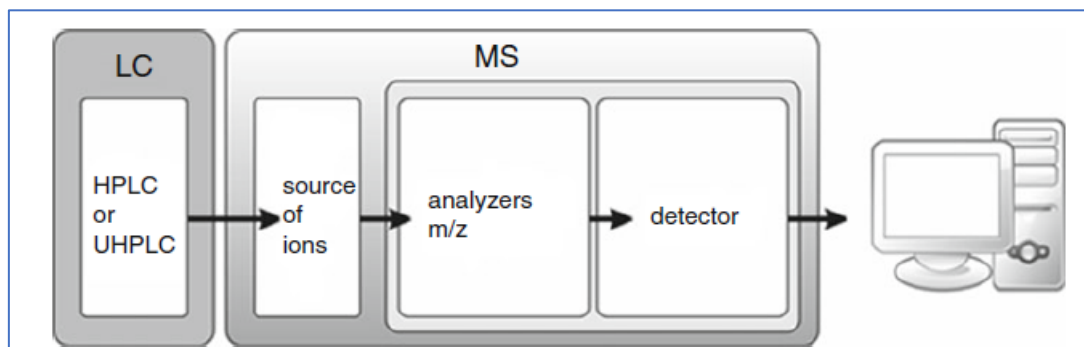 LC
MS
HPLC
or
UHPLC
source
of
ions
analyzers
m/z
detector